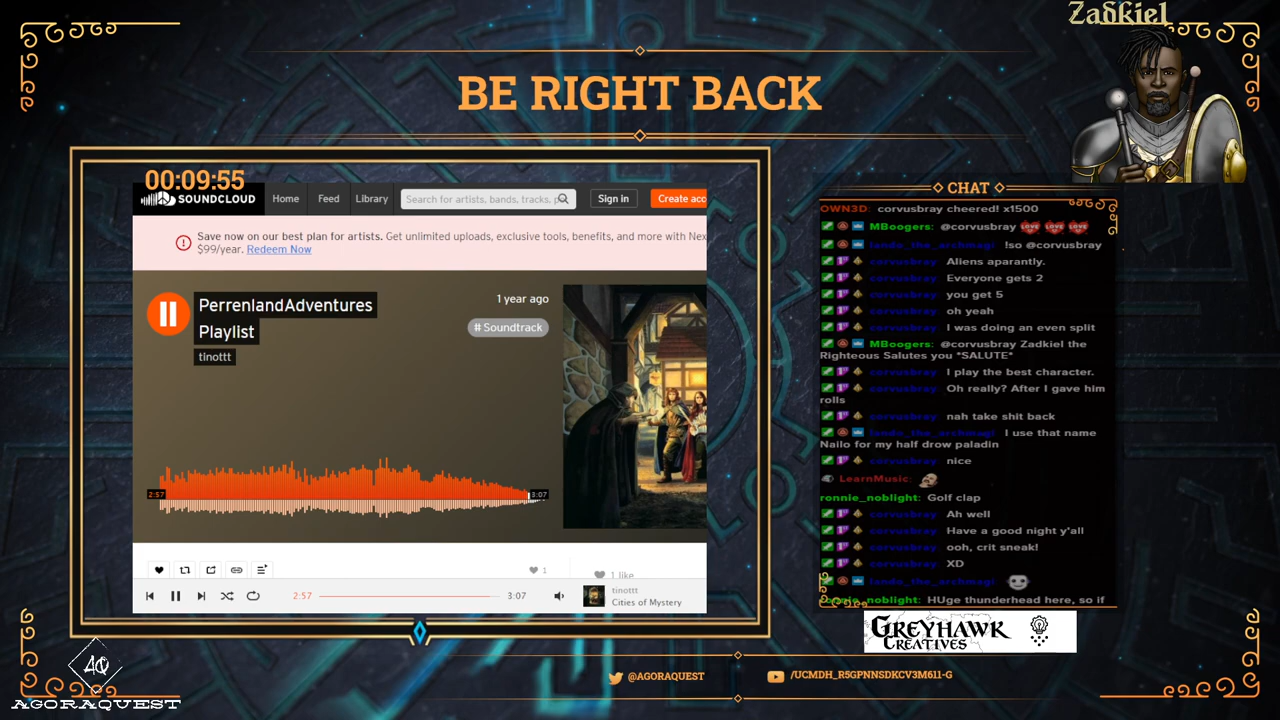 Zadkiel
BE RIGHT BACK
00:09:55
SOUNDCLOUD
Home
Feed
Library
Search for artists, bands, tracks, p
Sign in
Create acc
Save now on our best plan for artists. Get unlimited uploads, exclusive tools, benefits, and more with Nex
$99/year. Redeem Now
PerrenlandAdventures
Playlist
tinottt
1 year ago
# Soundtrack
2:57
3:07
1
1 like
2:57
3:07
tinottt
Cities of Mystery
CHAT
OWN3D: corvusbray cheered! x1500
MBoogers: @corvusbray LOVE LOVE LOVE
lando_the_archmagi: !so @corvusbray
corvusbray: Aliens aparantly.
corvusbray: Everyone gets 2
corvusbray: you get 5
corvusbray: oh yeah
corvusbray: I was doing an even split
MBoogers: @corvusbray Zadkiel the
Righteous Salutes you *SALUTE*
corvusbray: I play the best character.
corvusbray: Oh really? After I gave him
rolls
corvusbray: nah take shit back
lando_the_archmagi: I use that name
Nailo for my half drow paladin
corvusbray: nice
LearnMusic:
ronnie_noblight: Golf clap
corvusbray: Ah well
corvusbray: Have a good night y'all
corvusbray: ooh, crit sneak!
corvusbray: XD
lando_the_archmagi:
ronnie_noblight: HUge thunderhead here, so if
GREYHAWK
CREATIVES
@AGORAQUEST
/UCMDH_R5GPNNSDKCV3M611-G
AQ
AGORAQUEST